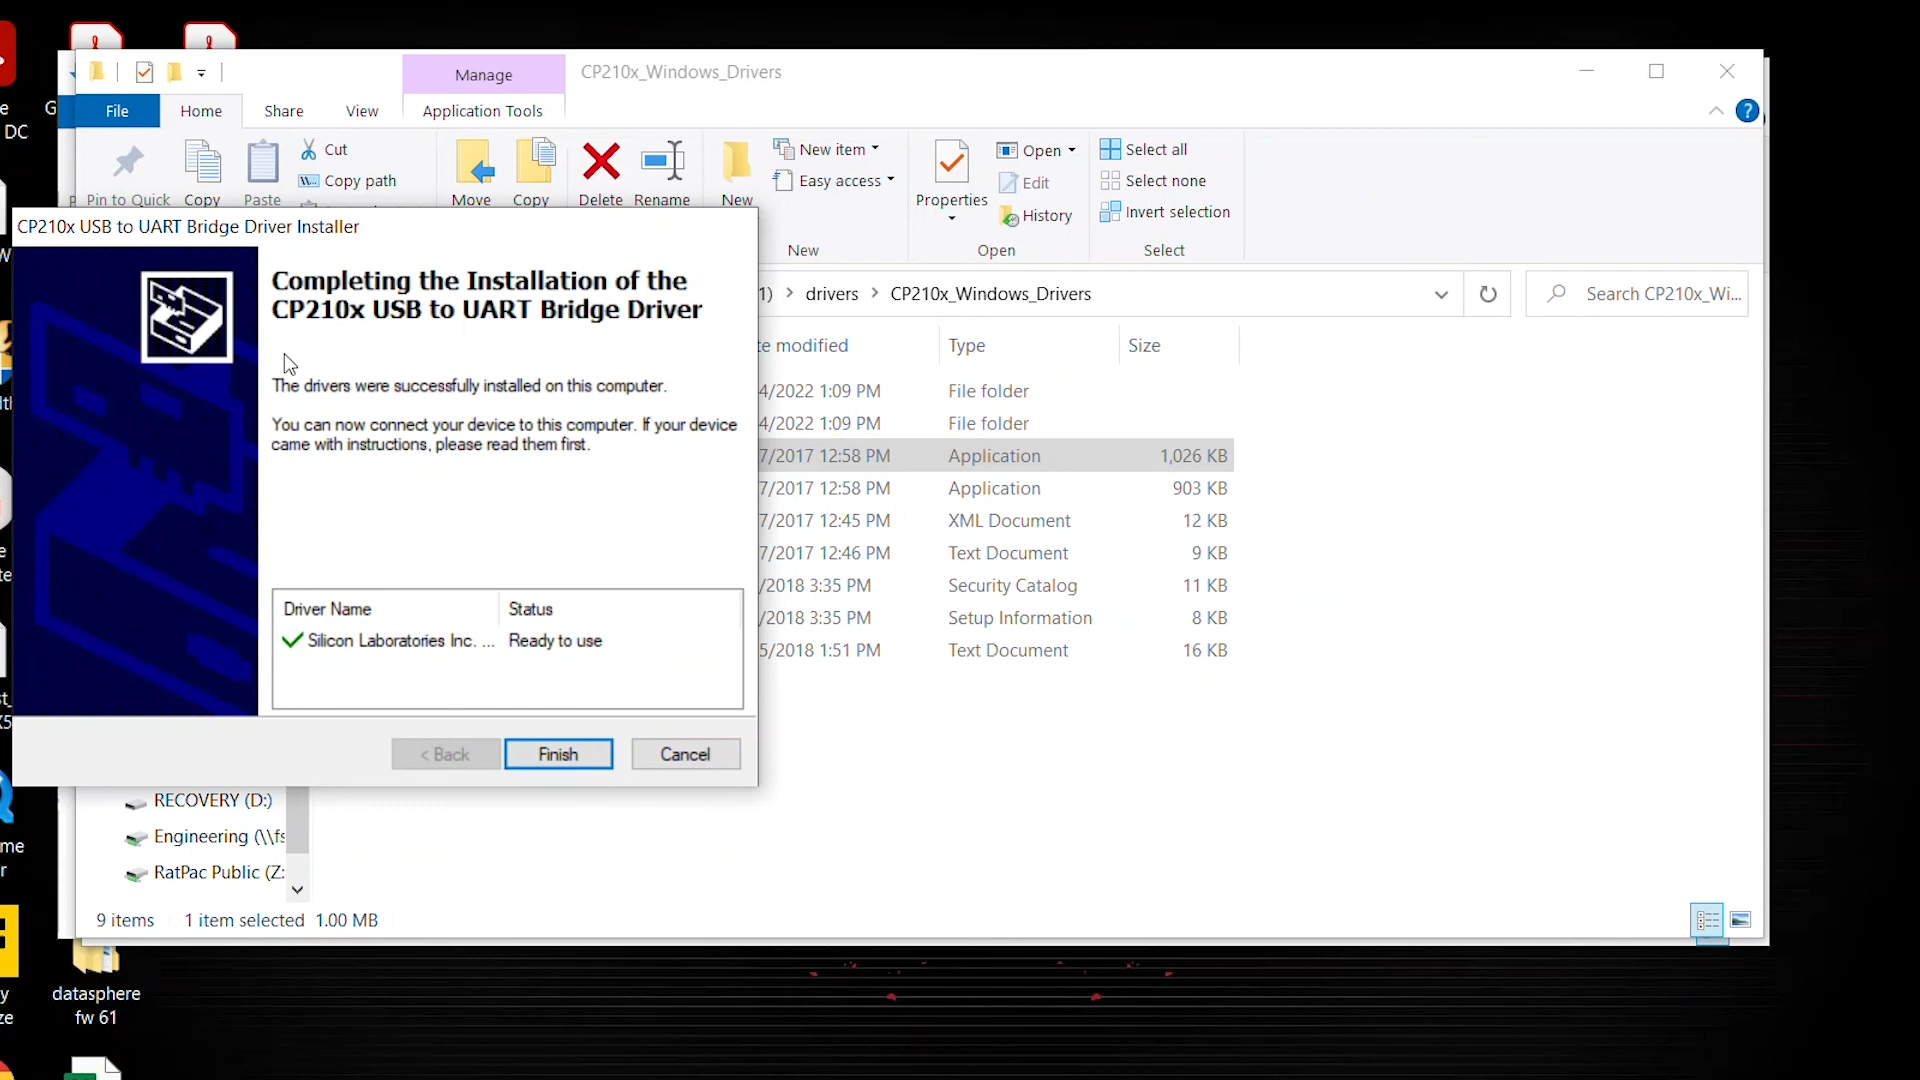 Manage
CP210x_Windows_Drivers
File
Home
Share
View
Application Tools
Cut
Copy path
Pin to Quick
Copy
Paste
Move
Copy
Delete
Rename
New
New item
Easy access
Properties
Open
Edit
History
Select all
Select none
Invert selection
New
Open
Select
CP210x USB to UART Bridge Driver Installer
Completing the Installation of the
CP210x USB to UART Bridge Driver
The drivers were successfully installed on this computer.
You can now connect your device to this computer. If your device
came with instructions, please read them first.
Driver Name Status
Silicon Laboratories Inc. ... Ready to use
< Back
Finish
Cancel
1) > drivers > CP210x_Windows_Drivers
Search CP210x_Wi...
te modified Type Size
4/2022 1:09 PM File folder
4/2022 1:09 PM File folder
7/2017 12:58 PM Application 1,026 KB
7/2017 12:58 PM Application 903 KB
7/2017 12:45 PM XML Document 12 KB
7/2017 12:46 PM Text Document 9 KB
/2018 3:35 PM Security Catalog 11 KB
/2018 3:35 PM Setup Information 8 KB
5/2018 1:51 PM Text Document 16 KB
RECOVERY (D:)
Engineering (\\fs
RatPac Public (Z:
9 items 1 item selected 1.00 MB
datasphere
fw 61
DC